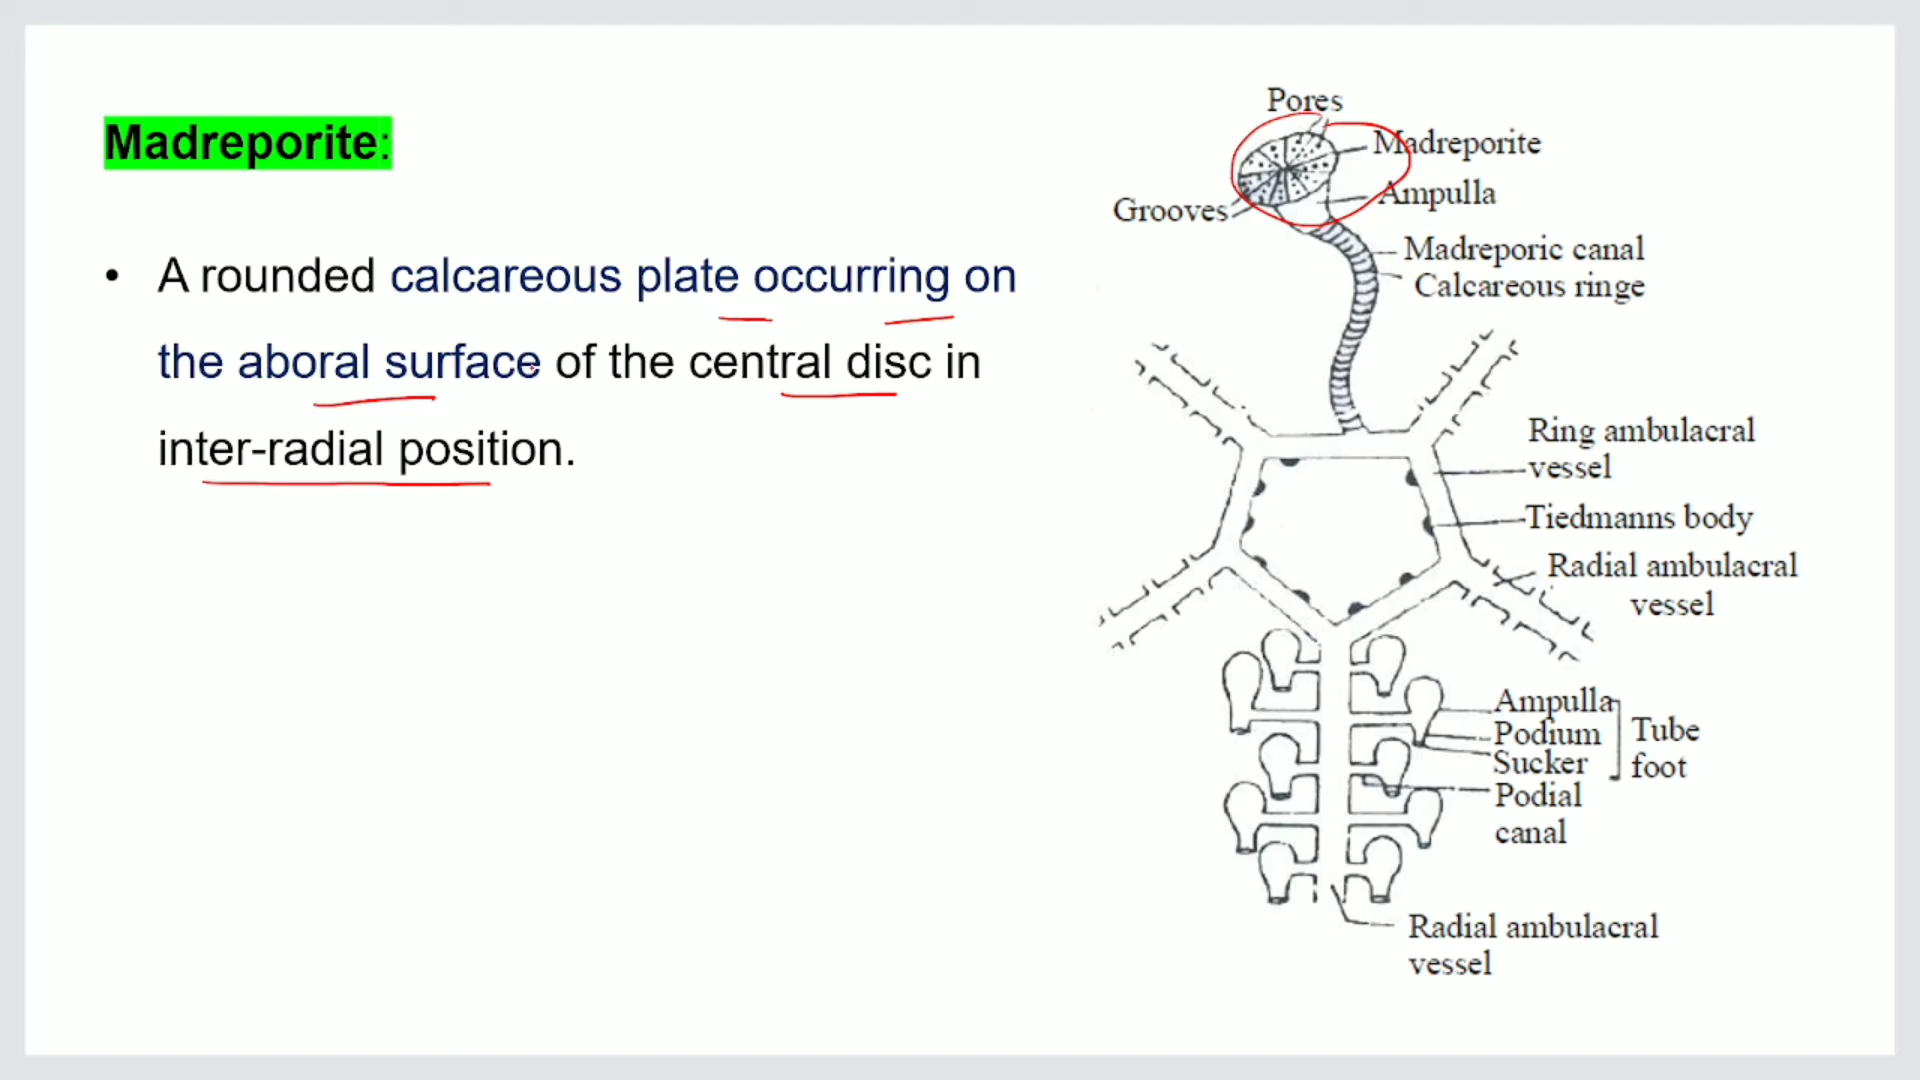 Madreporite:
• A rounded calcareous plate occurring on
the aboral surface of the central disc in
inter-radial position.
Pores
Madreporite
Ampulla
Grooves
Madreporic canal
Calcareous ringe
Ring ambulacral
vessel
Tiedmanns body
Radial ambulacral
vessel
Ampulla
Podium
Sucker
Tube
foot
Podial
canal
Radial ambulacral
vessel